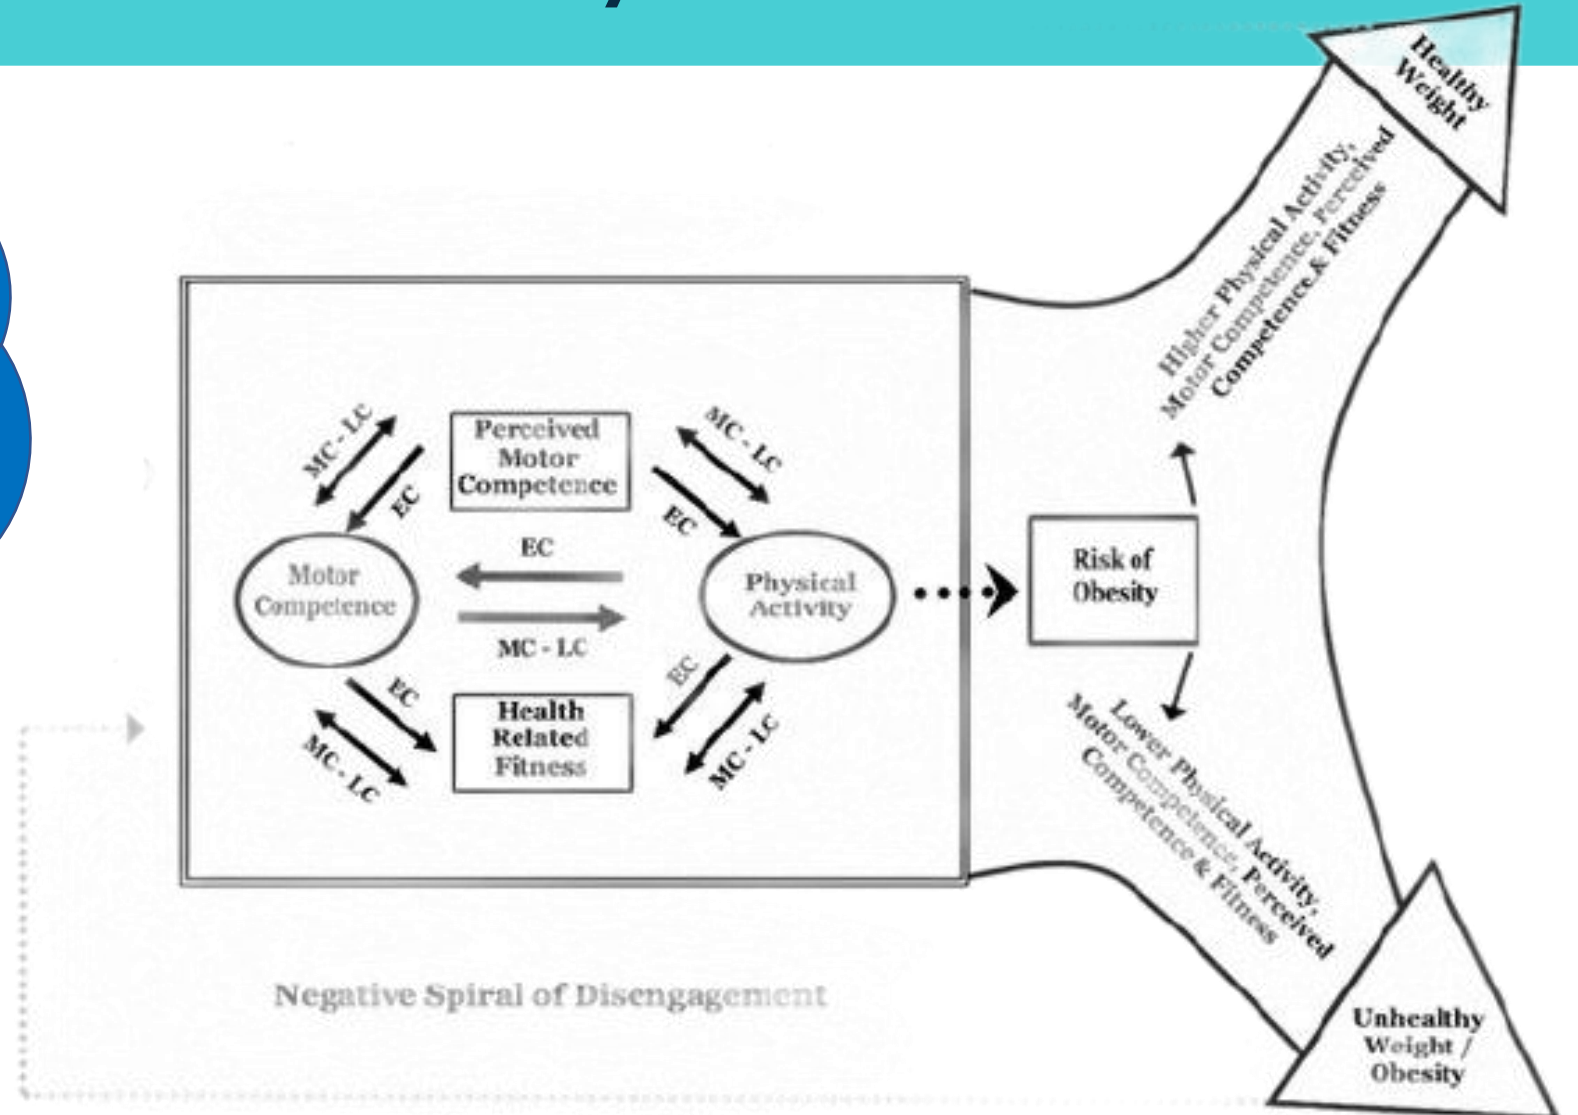 Healthy
Weight
Higher Physical Activity,
Motor Competence, Perceived
Competence & Fitness
MC - LC
EC
Perceived
Motor
Competence
MC - LC
EC
EC
MC - LC
Motor
Competence
Physical
Activity
Risk of
Obesity
EC
MC - LC
Health
Related
Fitness
EC
MC - LC
Lower Physical Activity,
Motor Competence, Perceived
Competence & Fitness
Negative Spiral of Disengagement
Unhealthy
Weight /
Obesity